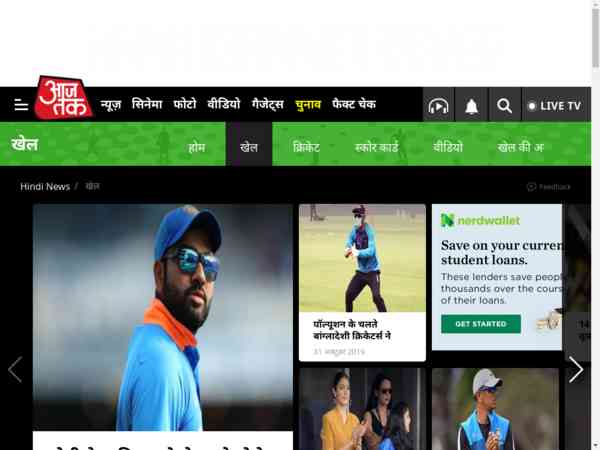 आज
तक
न्यूज़ सिनेमा फोटो वीडियो गैजेट्स चुनाव फैक्ट चेक
LIVE TV
खेल
होम खेल क्रिकेट स्कोर कार्ड वीडियो खेल की अ
Hindi News / खेल
Feedback
पॉल्यूशन के चलते
बांग्लादेशी क्रिकेटर्स ने
31 अक्टूबर 2019
nerdwallet
Save on your curren
student loans.
These lenders save peopl
thousands over the cours
of their loans.
GET STARTED
14